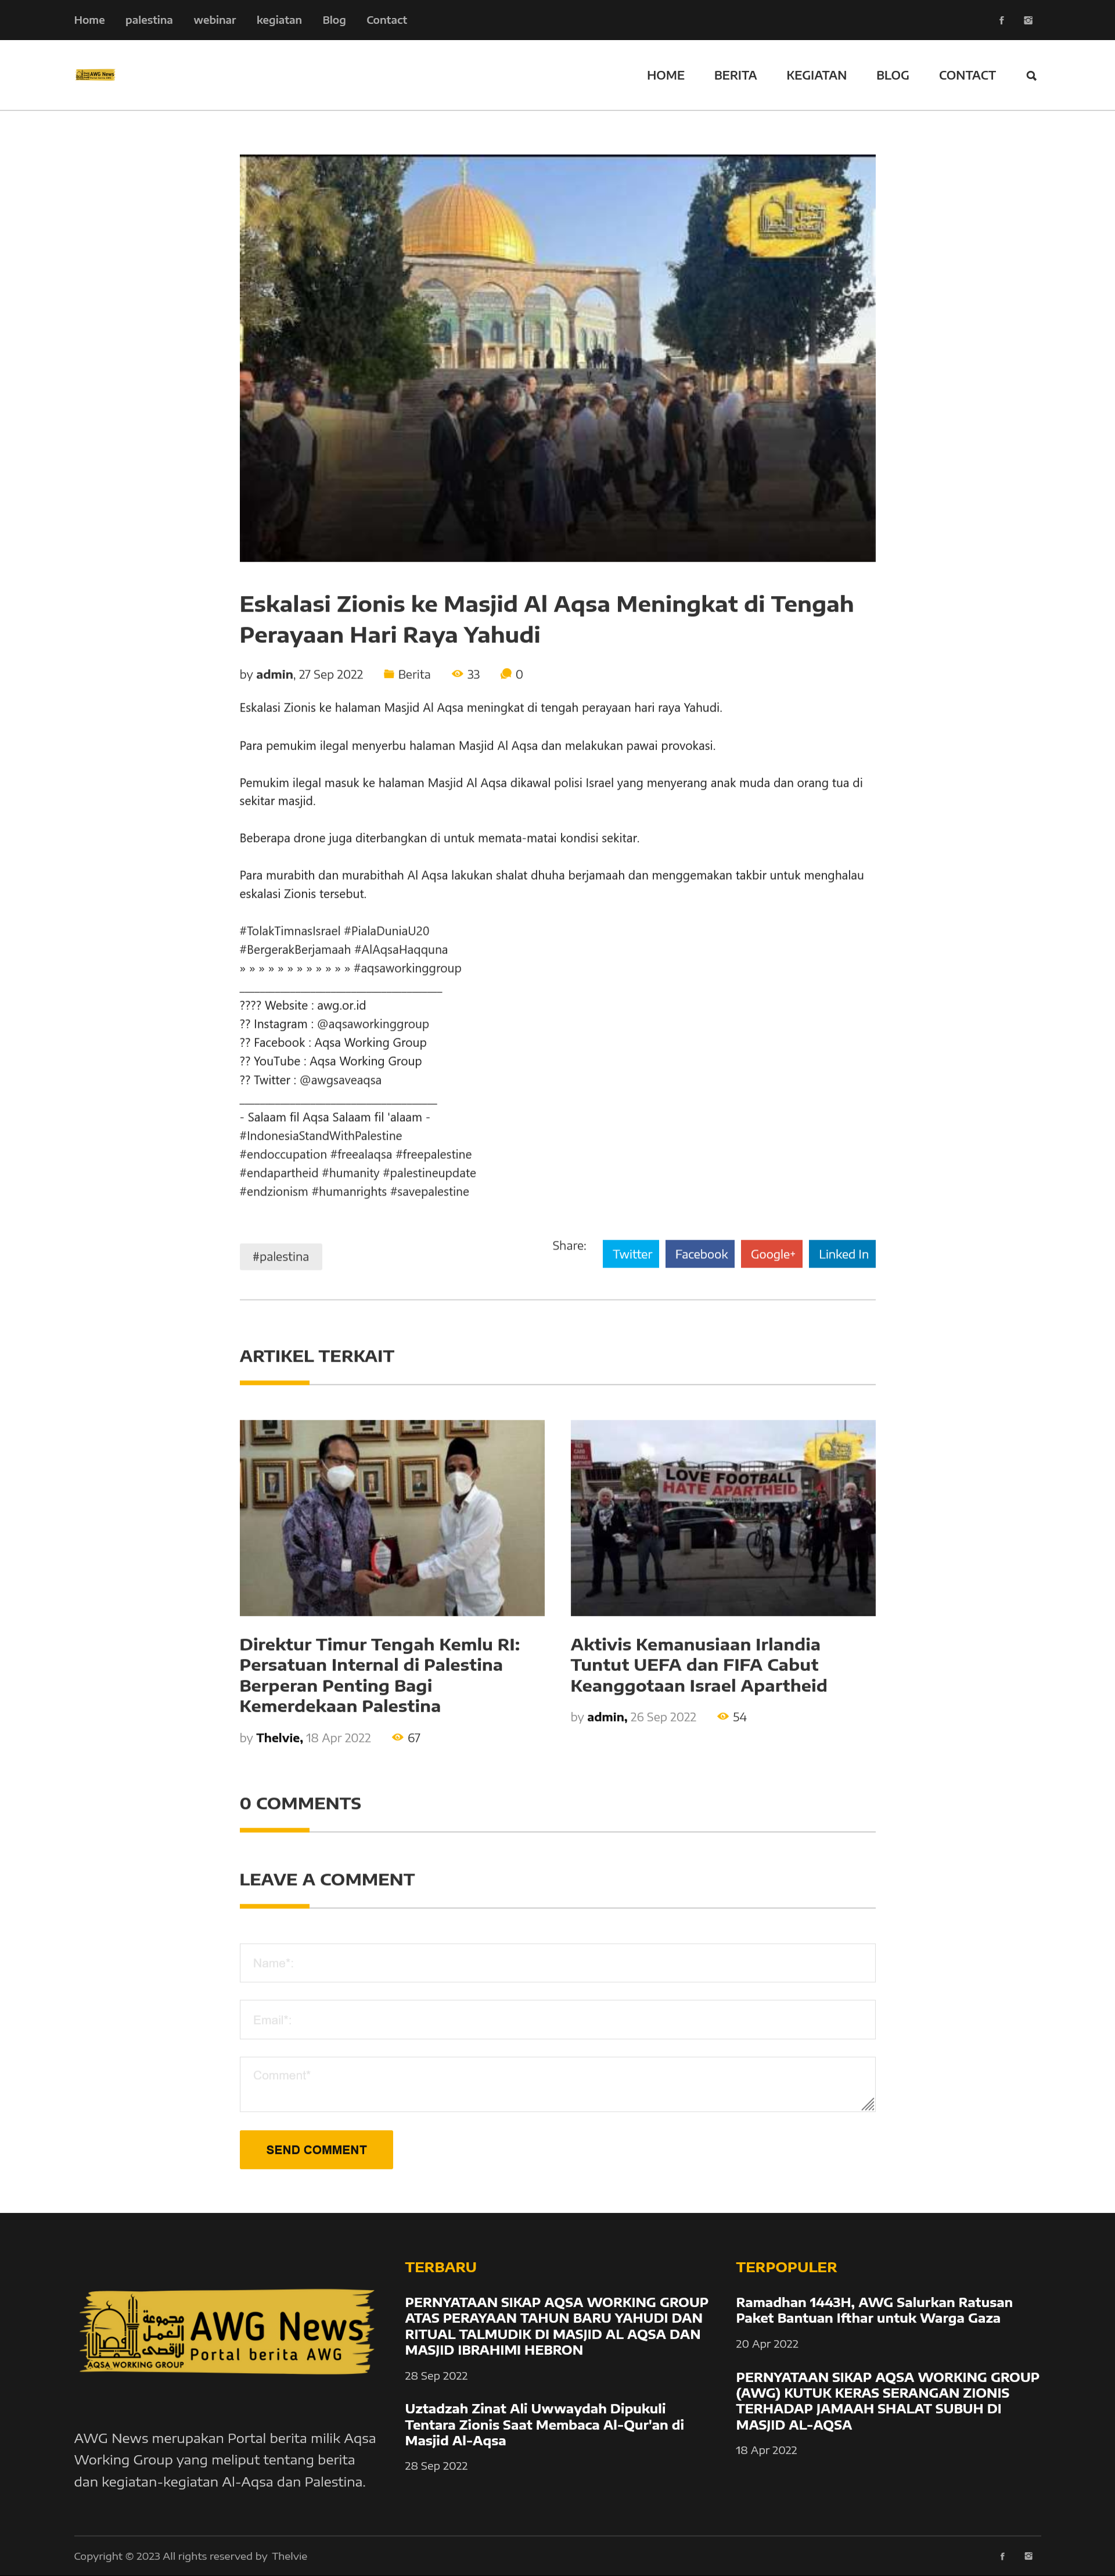 Home palestina webinar kegiatan Blog Contact
AWG News
HOME BERITA KEGIATAN BLOG CONTACT
Eskalasi Zionis ke Masjid Al Aqsa Meningkat di Tengah
Perayaan Hari Raya Yahudi
by admin, 27 Sep 2022 Berita 33 0
Eskalasi Zionis ke halaman Masjid Al Aqsa meningkat di tengah perayaan hari raya Yahudi.
Para pemukim ilegal menyerbu halaman Masjid Al Aqsa dan melakukan pawai provokasi.
Pemukim ilegal masuk ke halaman Masjid Al Aqsa dikawal polisi Israel yang menyerang anak muda dan orang tua di
sekitar masjid.
Beberapa drone juga diterbangkan di untuk memata-matai kondisi sekitar.
Para murabith dan murabithah Al Aqsa lakukan shalat dhuha berjamaah dan menggemakan takbir untuk menghalau
eskalasi Zionis tersebut.
#TolakTimnasIsrael #PialaDuniaU20
#BergerakBerjamaah #AlAqsaHaqquna
» » » » » » » » » » » » #aqsaworkinggroup
________________________________
???? Website : awg.or.id
?? Instagram : @aqsaworkinggroup
?? Facebook : Aqsa Working Group
?? YouTube : Aqsa Working Group
?? Twitter : @awgsaveaqsa
________________________________
- Salaam fil Aqsa Salaam fil 'alaam -
#IndonesiaStandWithPalestine
#endoccupation #freealaqsa #freepalestine
#endapartheid #humanity #palestineupdate
#endzionism #humanrights #savepalestine
#palestina
Share: Twitter Facebook Google+ Linked In
ARTIKEL TERKAIT
LOVE FOOTBALL
HATE APARTHEID
Direktur Timur Tengah Kemlu RI:
Persatuan Internal di Palestina
Berperan Penting Bagi
Kemerdekaan Palestina
by Thelvie, 18 Apr 2022 67
Aktivis Kemanusiaan Irlandia
Tuntut UEFA dan FIFA Cabut
Keanggotaan Israel Apartheid
by admin, 26 Sep 2022 54
0 COMMENTS
LEAVE A COMMENT
Name*:
Email*:
Comment*
SEND COMMENT
مجموعة
العمل
للأقصى
AQSA WORKING GROUP
AWG News
Portal berita AWG
AWG News merupakan Portal berita milik Aqsa
Working Group yang meliput tentang berita
dan kegiatan-kegiatan Al-Aqsa dan Palestina.
TERBARU
PERNYATAAN SIKAP AQSA WORKING GROUP
ATAS PERAYAAN TAHUN BARU YAHUDI DAN
RITUAL TALMUDIK DI MASJID AL AQSA DAN
MASJID IBRAHIMI HEBRON
28 Sep 2022
Uztadzah Zinat Ali Uwwaydah Dipukuli
Tentara Zionis Saat Membaca Al-Qur'an di
Masjid Al-Aqsa
28 Sep 2022
TERPOPULER
Ramadhan 1443H, AWG Salurkan Ratusan
Paket Bantuan Ifthar untuk Warga Gaza
20 Apr 2022
PERNYATAAN SIKAP AQSA WORKING GROUP
(AWG) KUTUK KERAS SERANGAN ZIONIS
TERHADAP JAMAAH SHALAT SUBUH DI
MASJID AL-AQSA
18 Apr 2022
Copyright © 2023 All rights reserved by Thelvie